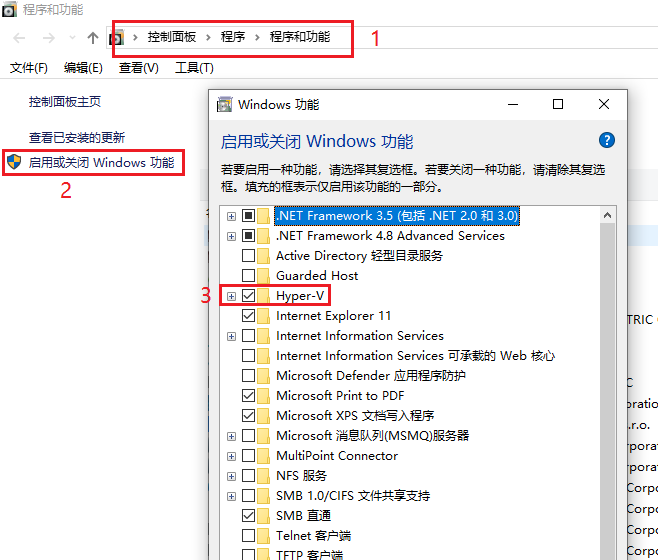 程序和功能
控制面板 › 程序 › 程序和功能
1
文件(F) 编辑(E) 查看(V) 工具(T)
控制面板主页
查看已安装的更新
启用或关闭 Windows 功能
2
Windows 功能
启用或关闭 Windows 功能
?
若要启用一种功能，请选择其复选框。若要关闭一种功能，请清除其复选
框。填充的框表示仅启用该功能的一部分。
.NET Framework 3.5 (包括 .NET 2.0 和 3.0)
.NET Framework 4.8 Advanced Services
Active Directory 轻型目录服务
Guarded Host
3
Hyper-V
Internet Explorer 11
Internet Information Services
Internet Information Services 可承载的 Web 核心
Microsoft Defender 应用程序防护
Microsoft Print to PDF
Microsoft XPS 文档写入程序
Microsoft 消息队列(MSMQ)服务器
MultiPoint Connector
NFS 服务
SMB 1.0/CIFS 文件共享支持
SMB 直通
Telnet 客户端
TFTP 客户端